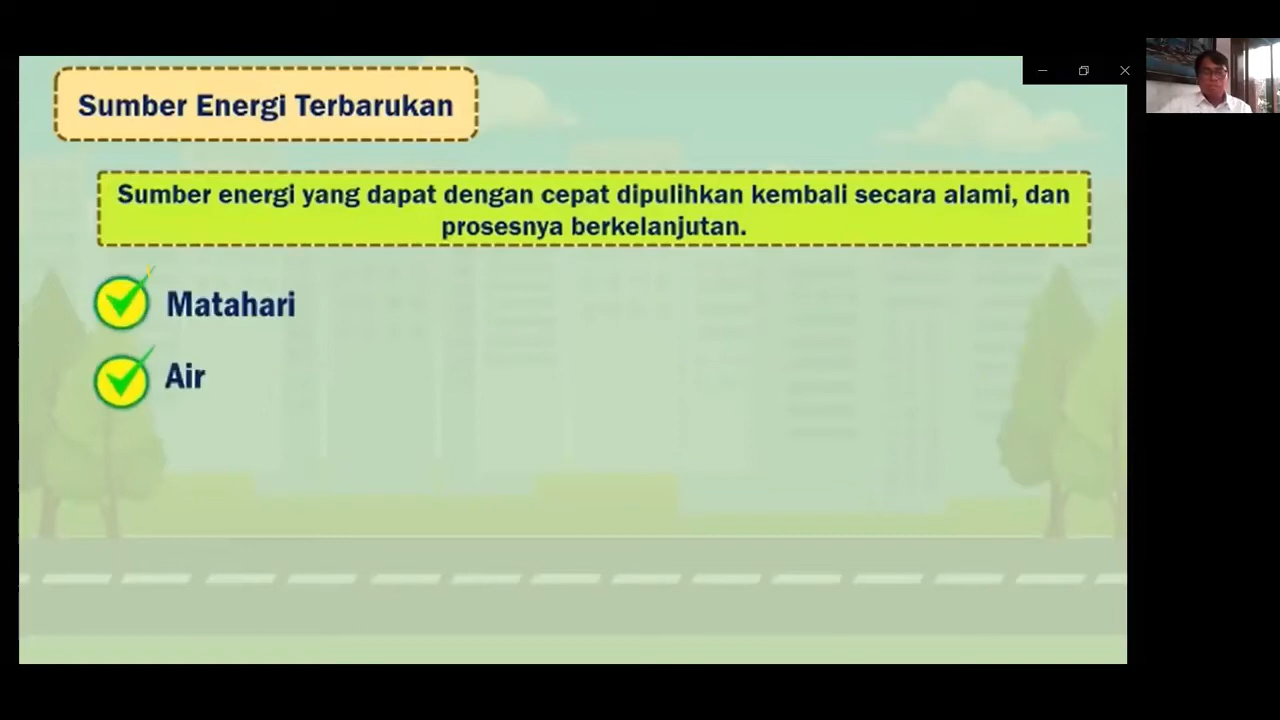 Sumber Energi Terbarukan
Sumber energi yang dapat dengan cepat dipulihkan kembali secara alami, dan
prosesnya berkelanjutan.
Matahari
Air